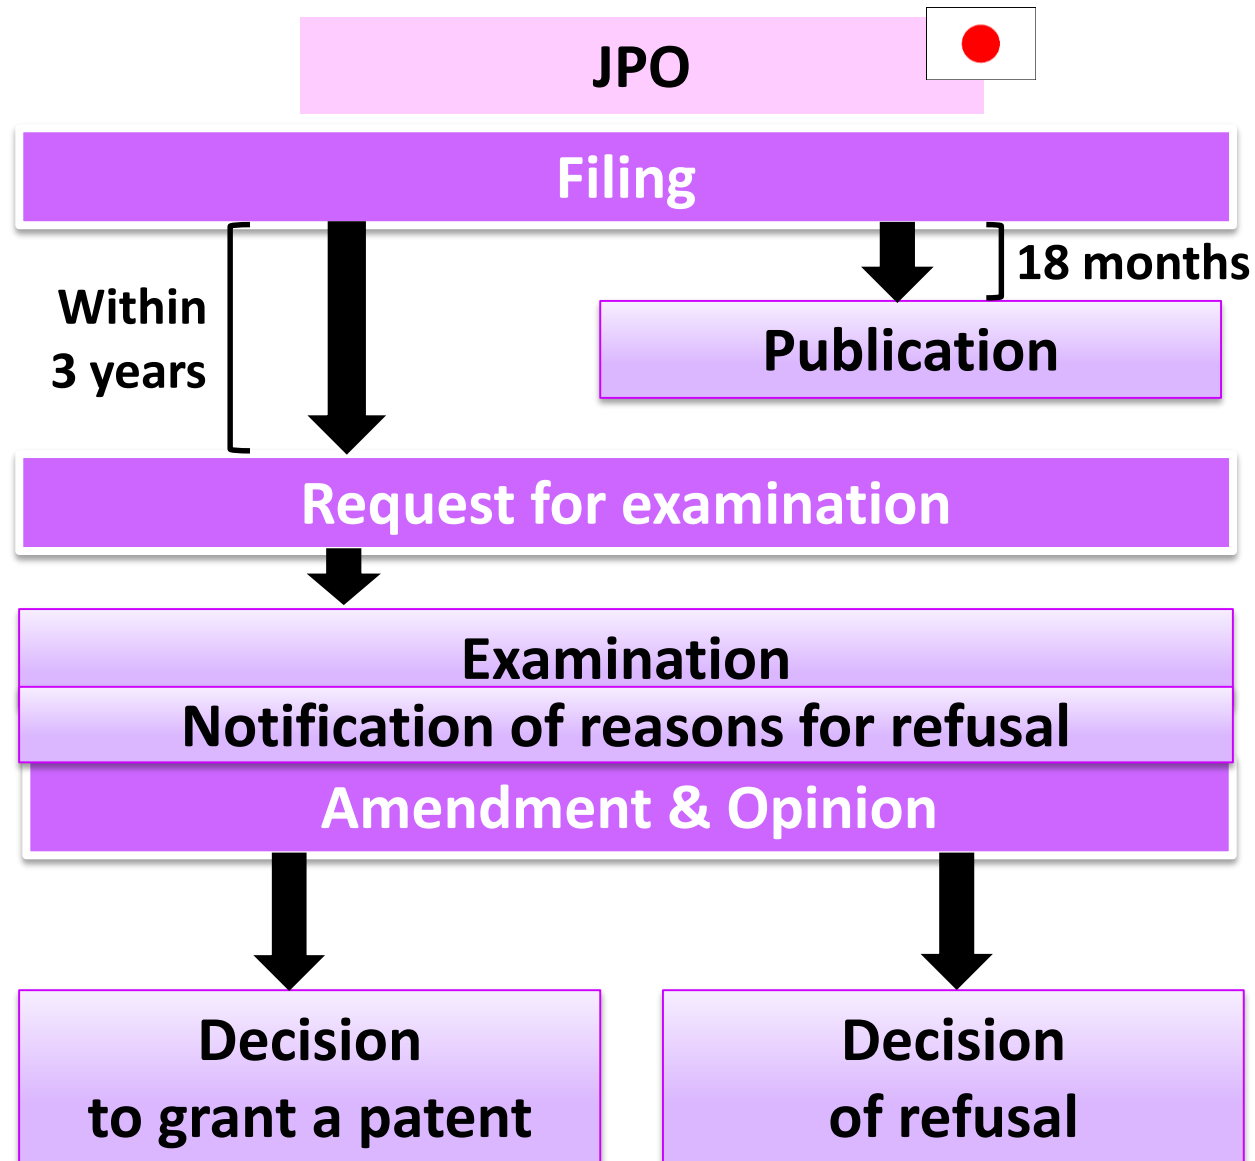 JPO
Filing
18 months
Within
3 years
Publication
Request for examination
Examination
Notification of reasons for refusal
Amendment & Opinion
Decision
to grant a patent
Decision
of refusal